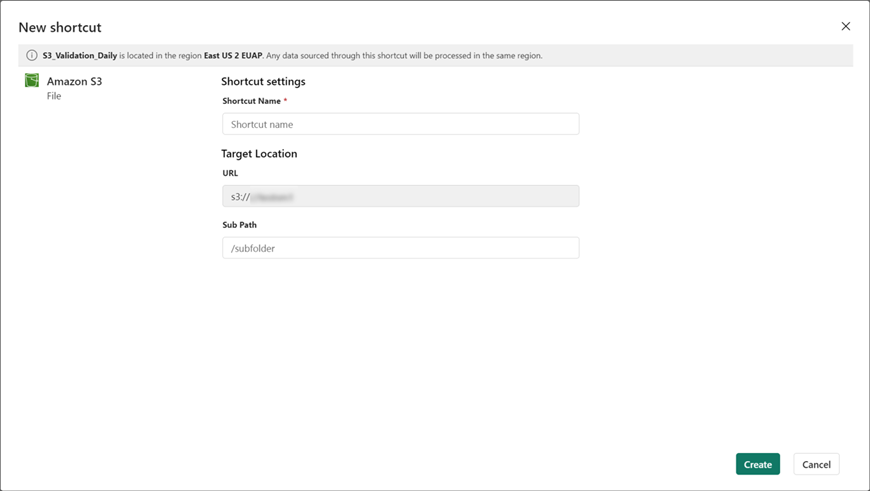 New shortcut
S3_Validation_Daily is located in the region East US 2 EUAP. Any data sourced through this shortcut will be processed in the same region.
Amazon S3
File
Shortcut settings
Shortcut Name *
Shortcut name
Target Location
URL
s3://
Sub Path
/subfolder
Create Cancel